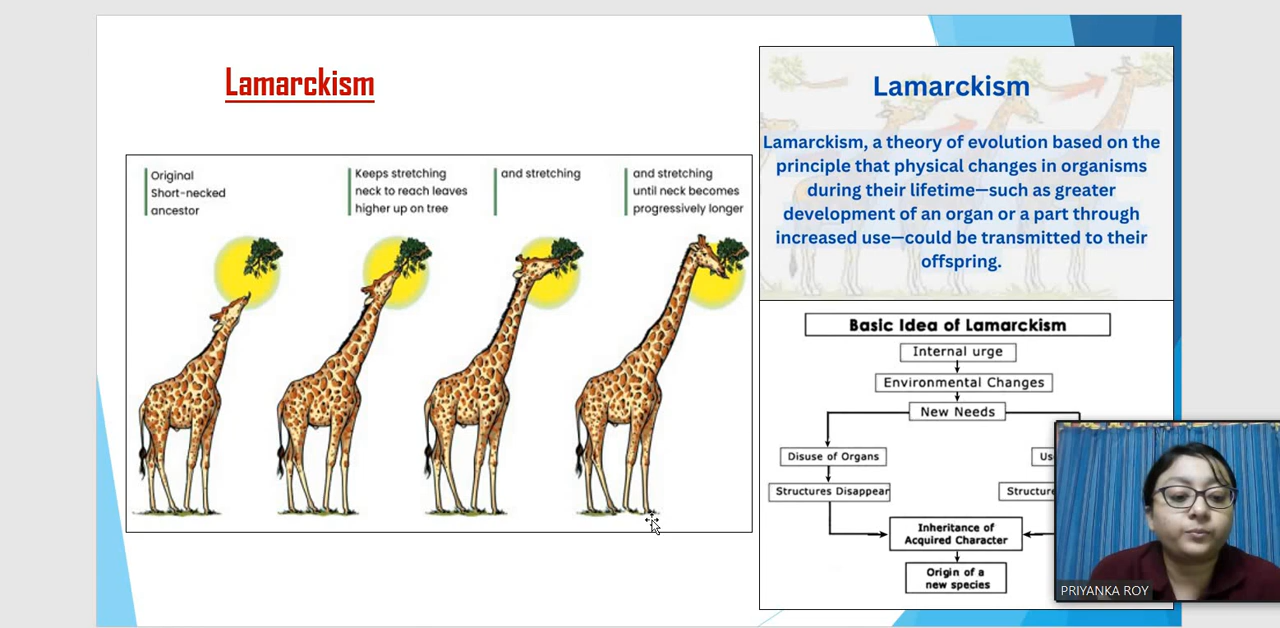 Lamarckism
Original
Short-necked
ancestor
Keeps stretching
neck to reach leaves
higher up on tree
and stretching
and stretching
until neck becomes
progressively longer
Lamarckism
Lamarckism, a theory of evolution based on the
principle that physical changes in organisms
during their lifetime—such as greater
development of an organ or a part through
increased use—could be transmitted to their
offspring.
Basic Idea of Lamarckism
Internal urge
Environmental Changes
New Needs
Disuse of Organs
Structures Disappear
Inheritance of
Acquired Character
Origin of a
new species
PRIYANKA ROY